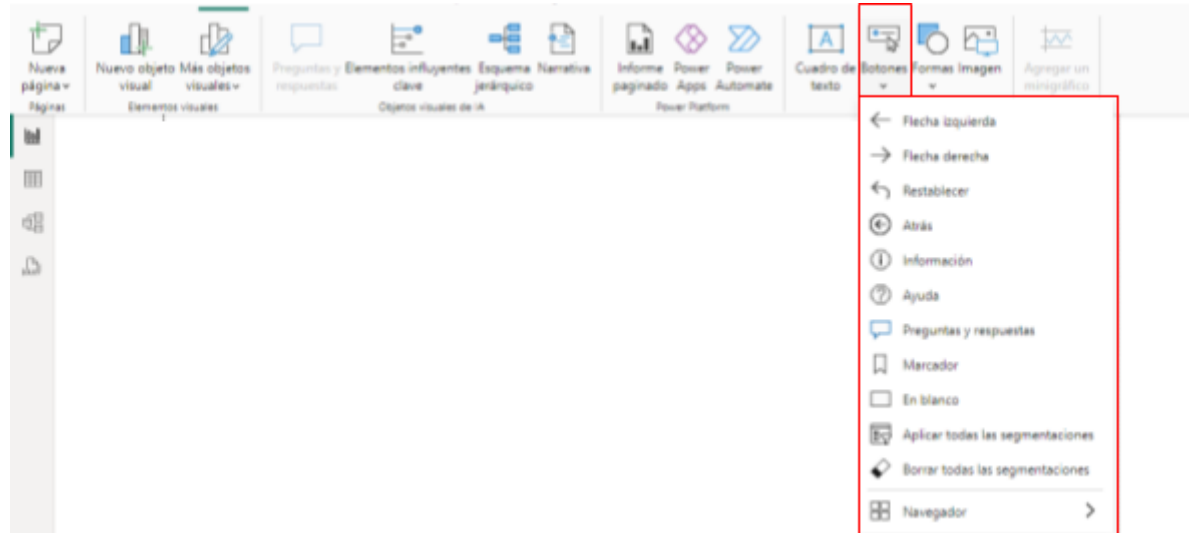 Nueva página
Nuevo objeto visual
Más objetos visuales
Preguntas y respuestas
Elementos influyentes clave
Esquema jerárquico
Narrativa
Informe paginado
Power Apps
Power Automate
Cuadro de texto
Botones
Formas
Imagen
Agregar un minigráfico
Páginas
Elementos visuales
Objetos visuales de IA
Power Platform
Flecha izquierda
Flecha derecha
Restablecer
Atrás
Información
Ayuda
Preguntas y respuestas
Marcador
En blanco
Aplicar todas las segmentaciones
Borrar todas las segmentaciones
Navegador